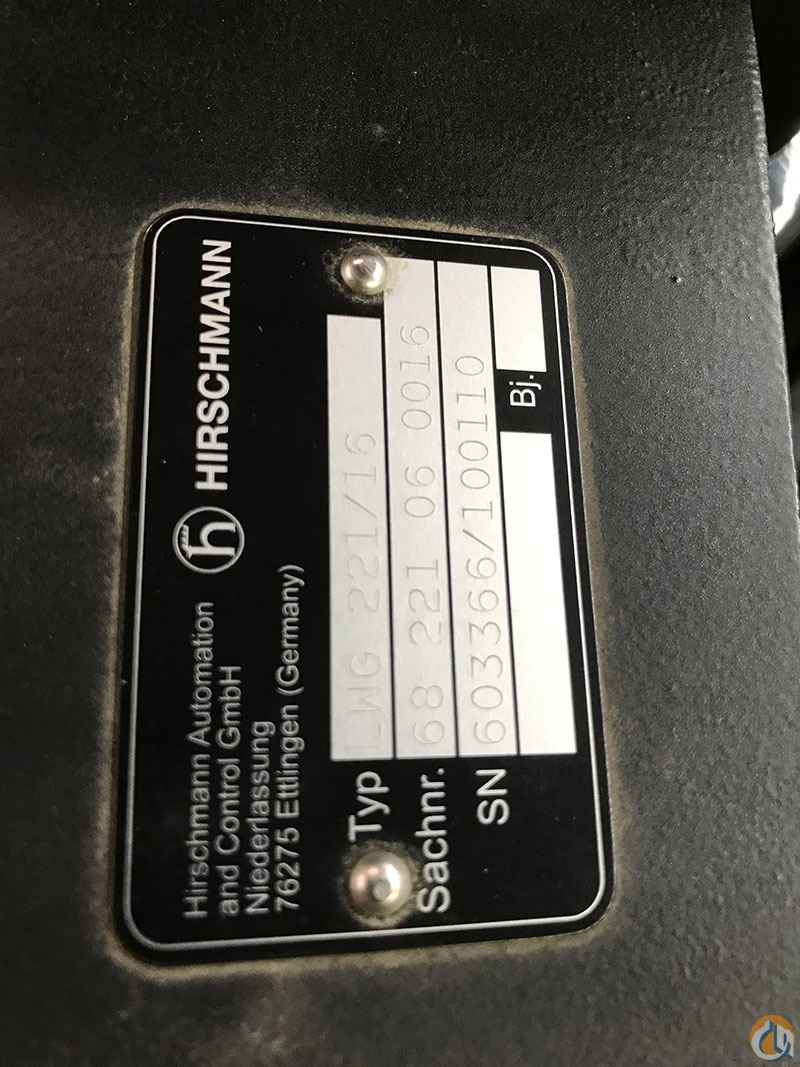 Hirschmann Automation
and Control GmbH
Niederlassung
76275 Ettlingen (Germany)
HIRSCHMANN
Typ LWG 221/16
Sachnr. 68 221 06 0016
SN 603366/100110
Bj.